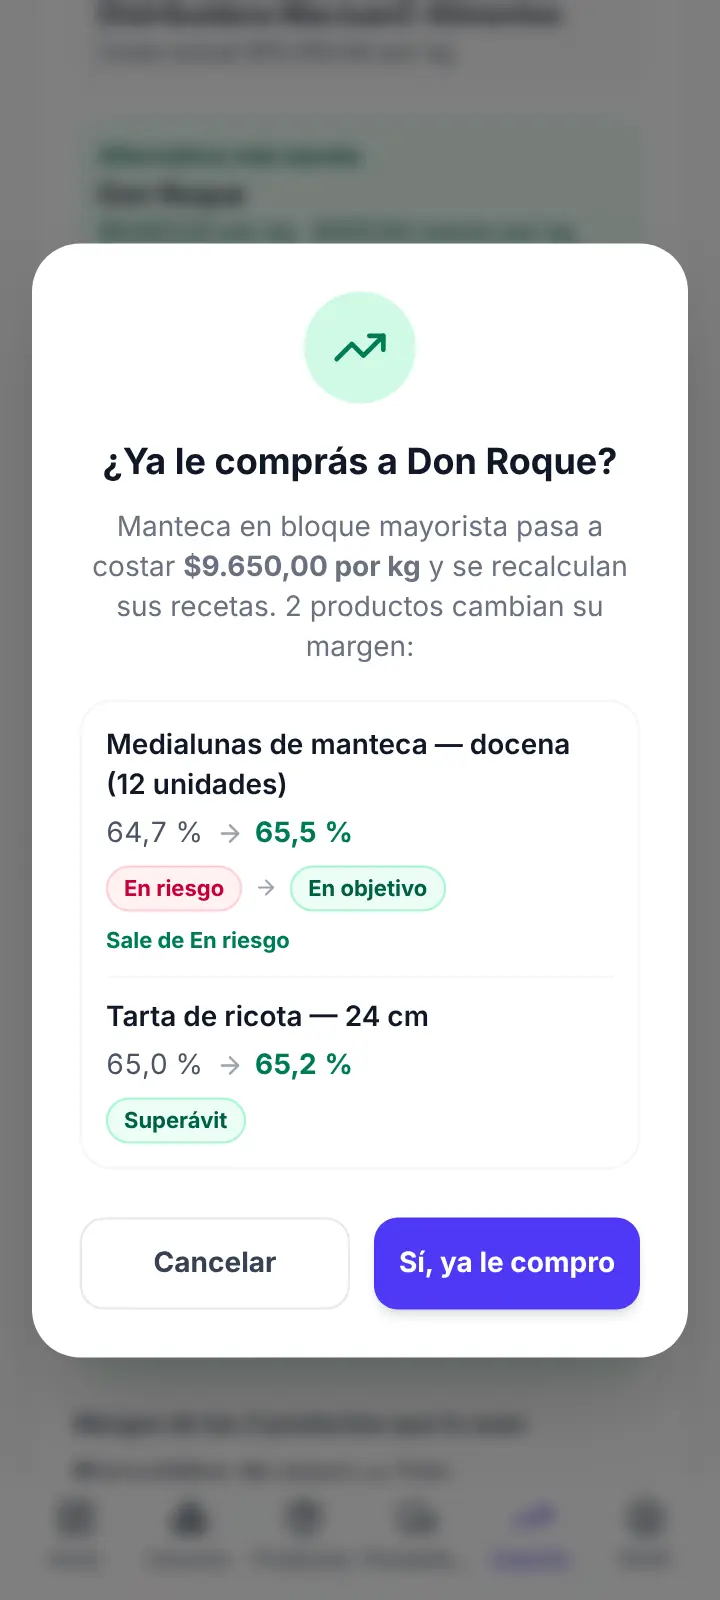 Don Roque
¿Ya le comprás a Don Roque?
Manteca en bloque mayorista pasa a
costar $9.650,00 por kg y se recalculan
sus recetas. 2 productos cambian su
margen:
Medialunas de manteca — docena
(12 unidades)
64,7 % → 65,5 %
En riesgo → En objetivo
Sale de En riesgo
Tarta de ricota — 24 cm
65,0 % → 65,2 %
Superávit
Cancelar
Sí, ya le compro